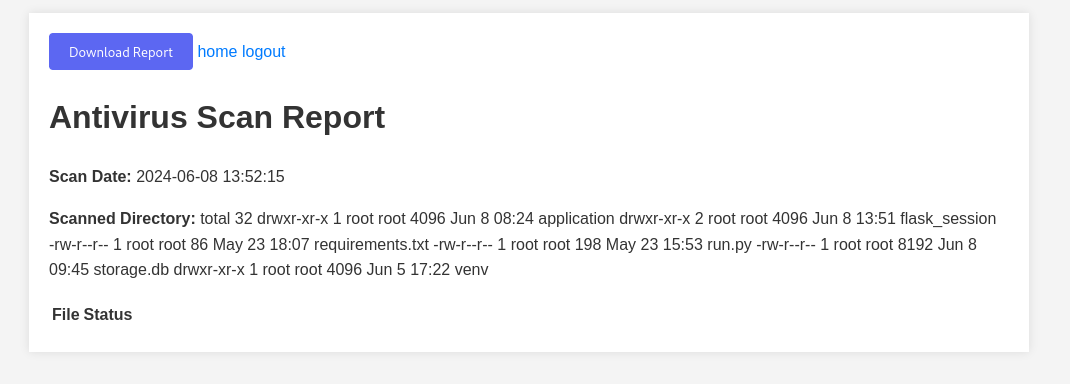 Download Report home logout
Antivirus Scan Report
Scan Date: 2024-06-08 13:52:15
Scanned Directory: total 32 drwxr-xr-x 1 root root 4096 Jun 8 08:24 application drwxr-xr-x 2 root root 4096 Jun 8 13:51 flask_session
-rw-r--r-- 1 root root 86 May 23 18:07 requirements.txt -rw-r--r-- 1 root root 198 May 23 15:53 run.py -rw-r--r-- 1 root root 8192 Jun 8
09:45 storage.db drwxr-xr-x 1 root root 4096 Jun 5 17:22 venv
File Status